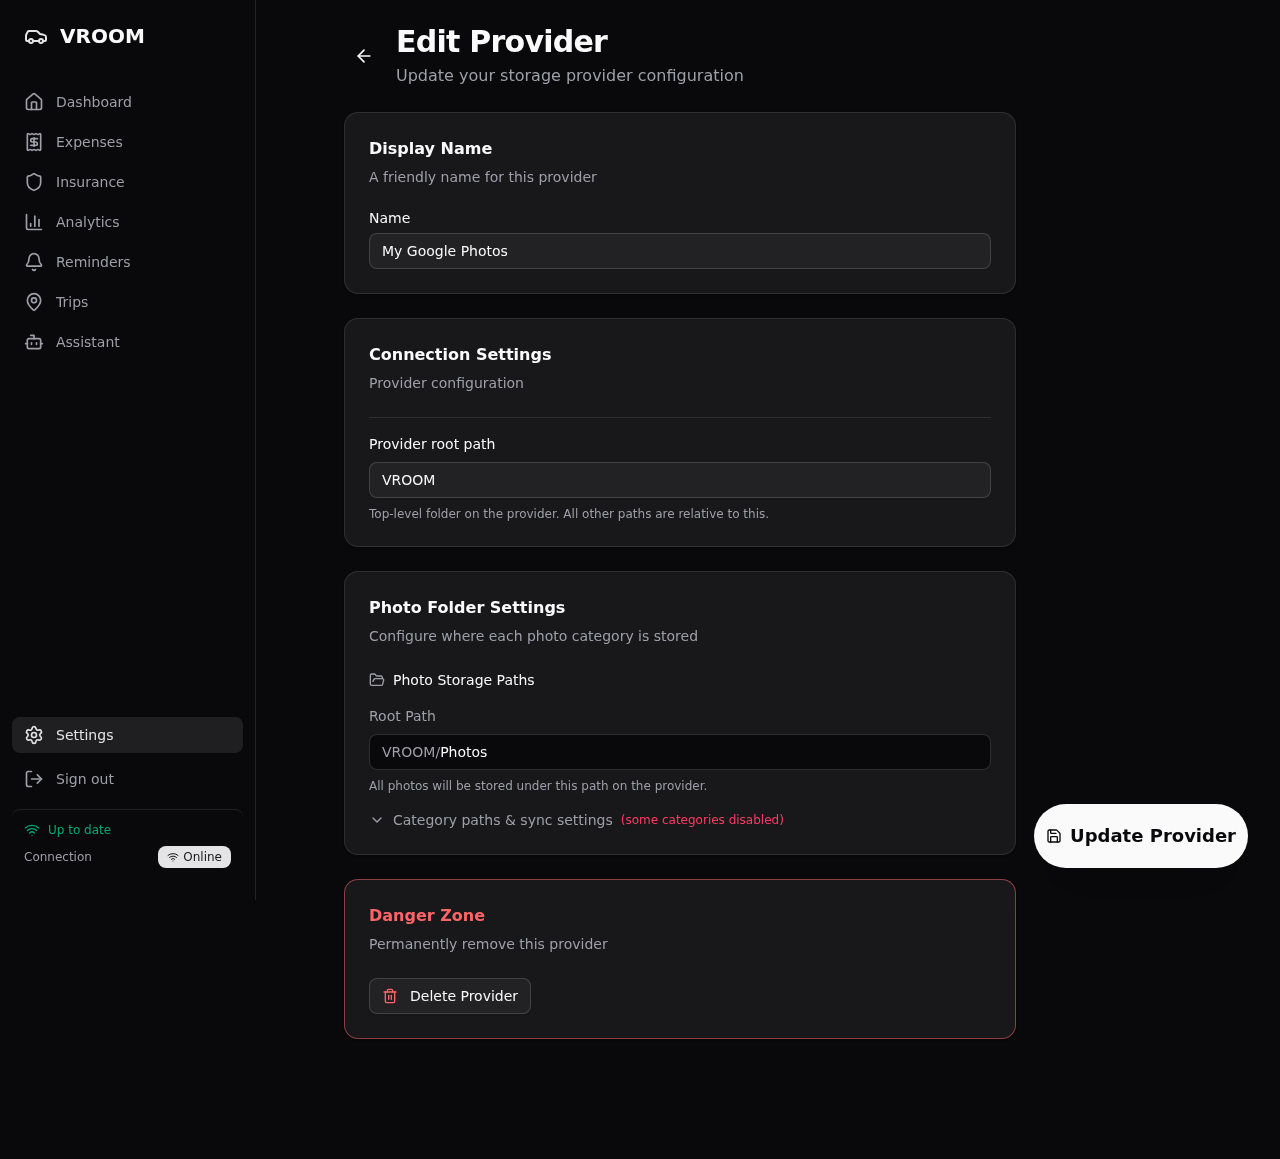 VROOM
Dashboard
Expenses
Insurance
Analytics
Reminders
Trips
Assistant
Settings
Sign out
Up to date
Connection
Online
Edit Provider
Update your storage provider configuration
Display Name
A friendly name for this provider
Name
My Google Photos
Connection Settings
Provider configuration
Provider root path
VROOM
Top-level folder on the provider. All other paths are relative to this.
Photo Folder Settings
Configure where each photo category is stored
Photo Storage Paths
Root Path
VROOM/Photos
All photos will be stored under this path on the provider.
Category paths & sync settings (some categories disabled)
Update Provider
Danger Zone
Permanently remove this provider
Delete Provider